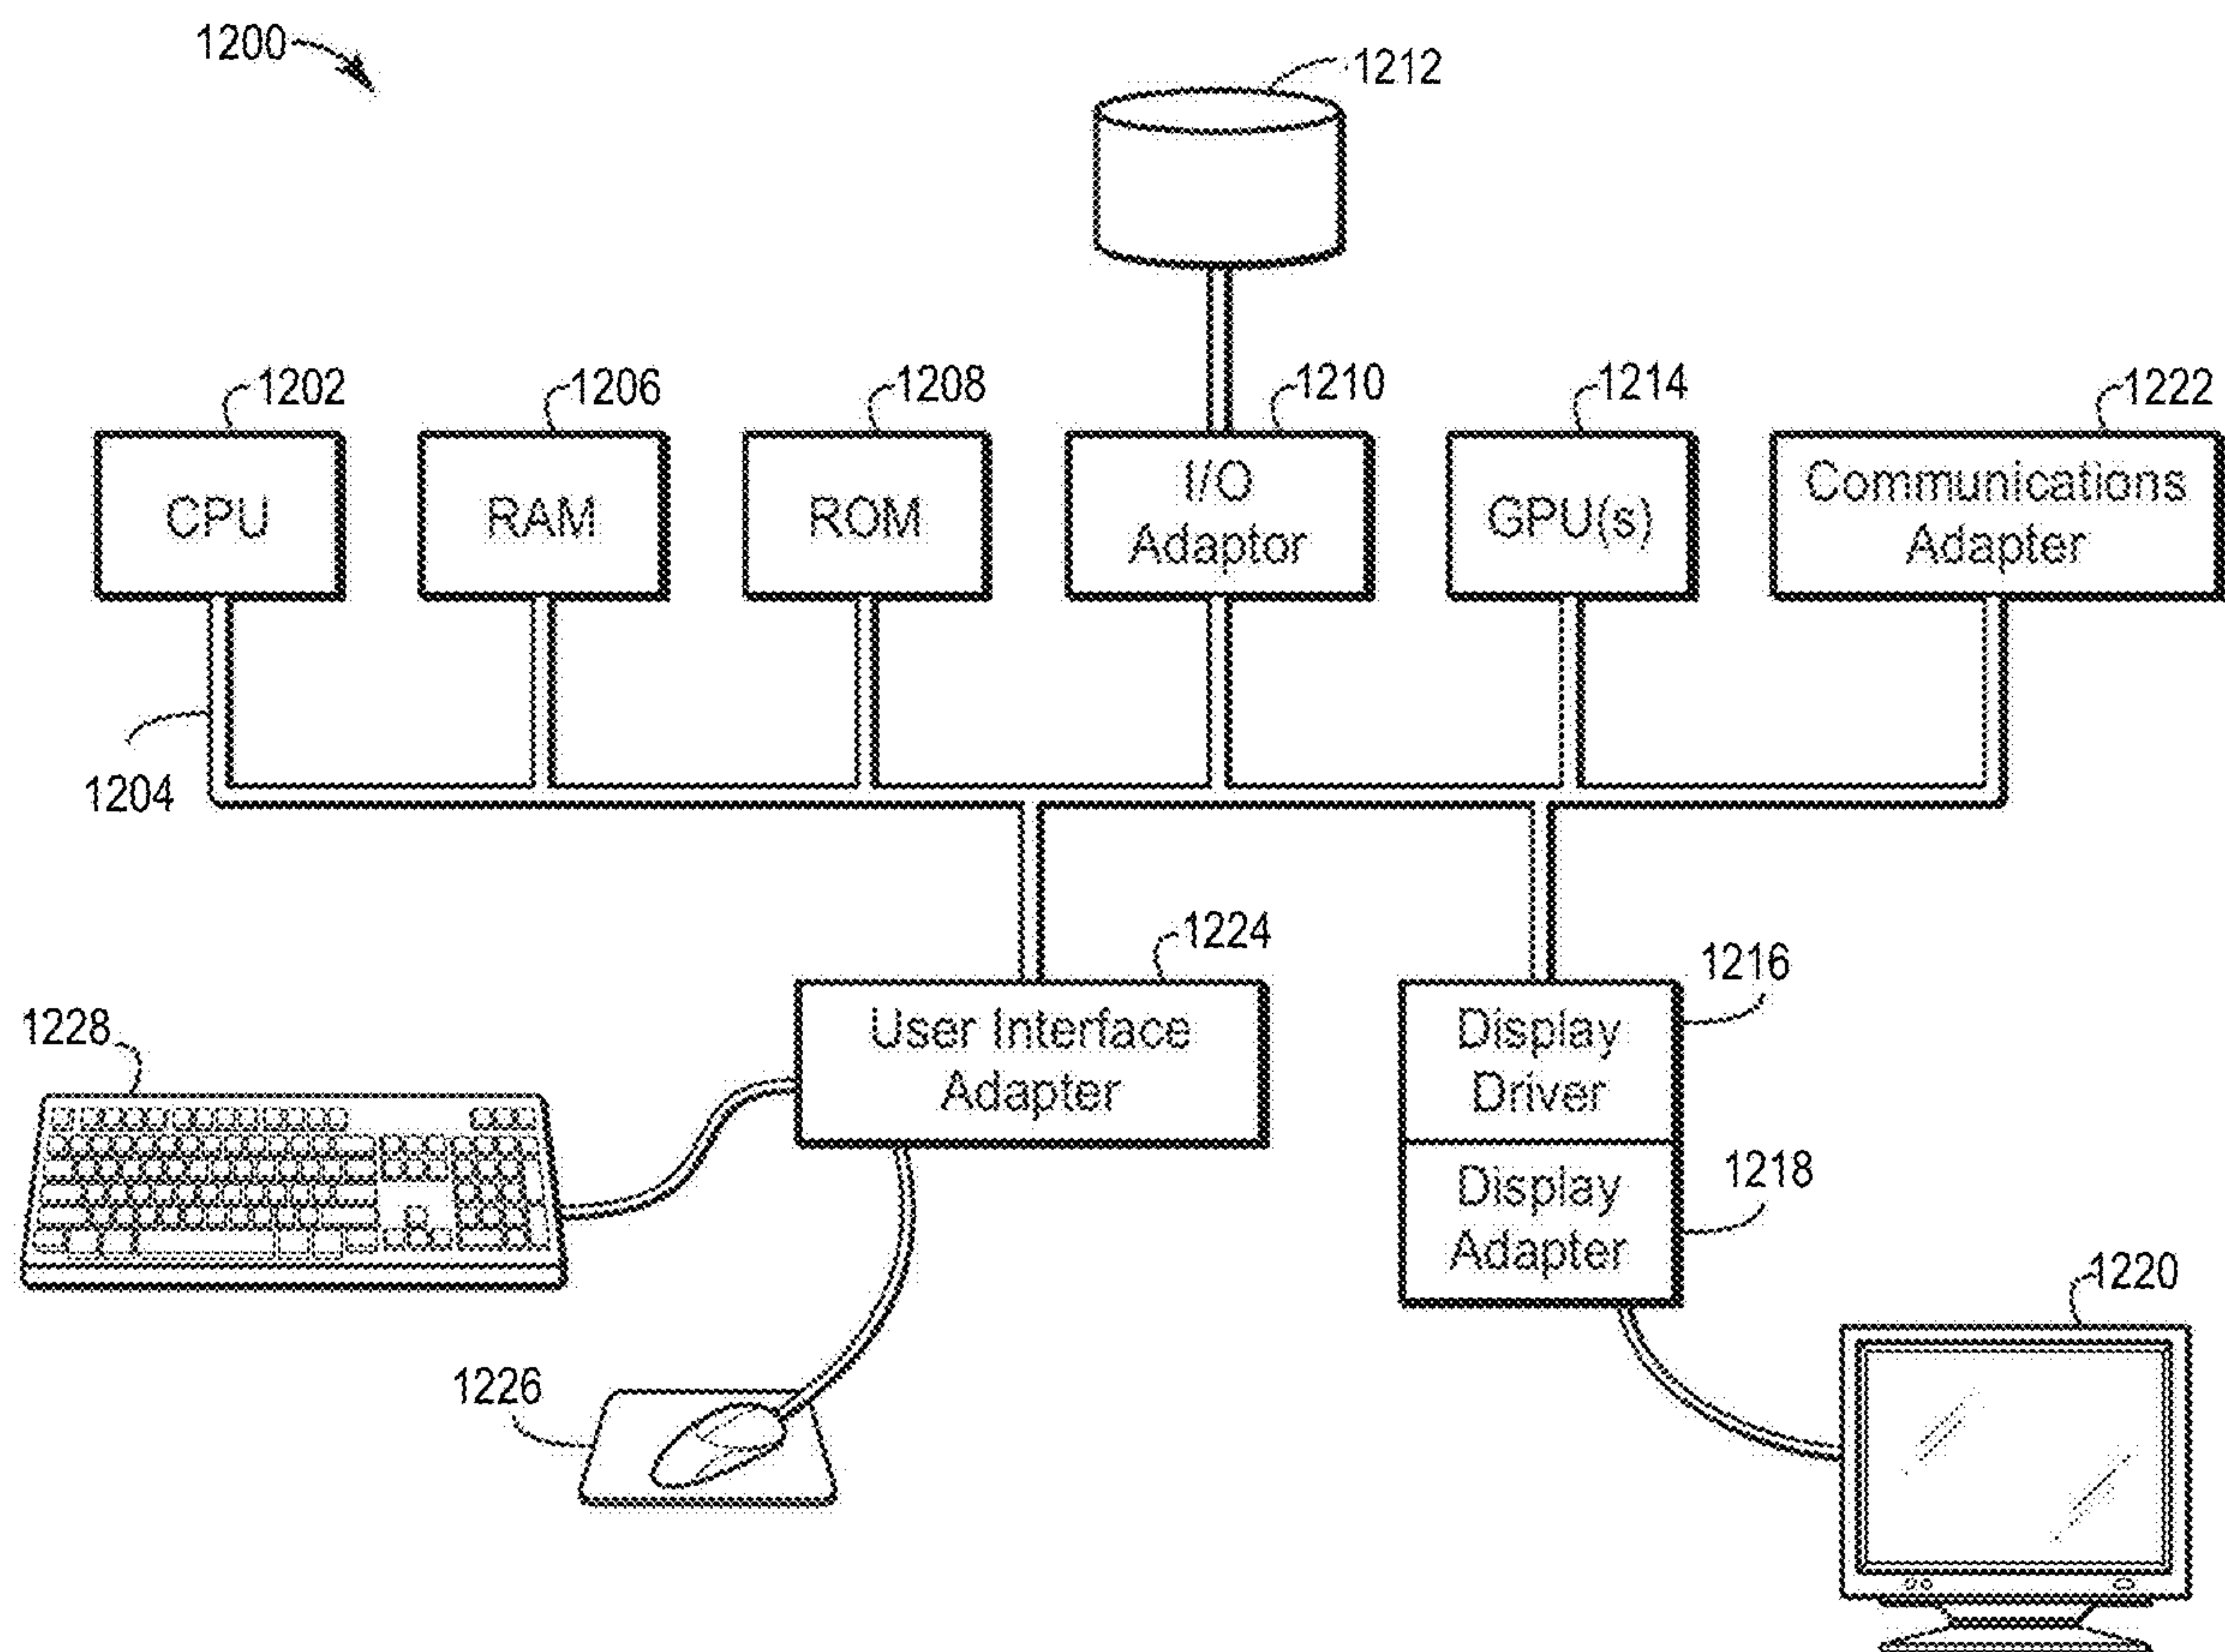 1200
1212
1202
1206
1208
1210
1214
1222
CPU
RAM
ROM
I/O
Adaptor
GPU(s)
Communications
Adapter
1204
1224
1216
1228
User Interface
Adapter
Display
Driver
1218
Display
Adapter
1220
1226